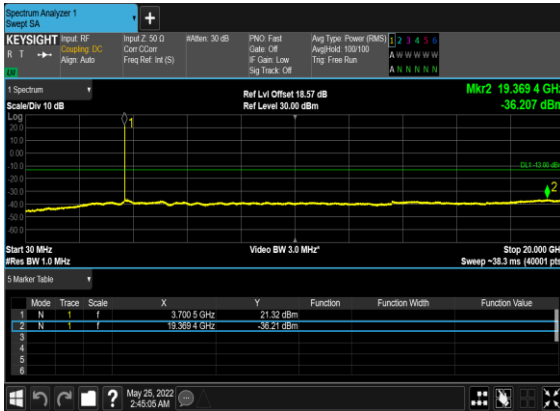 Spectrum Analyzer 1
Swept SA
+
KEYSIGHT Input: RF Input Z: 50 Ω #Atten: 30 dB PNO: Fast Avg Type: Power (RMS) 1 2 3 4 5 6
R T Coupling: DC Corr CCorr Gate: Off Avg|Hold: 100/100 A W W W W W
Align: Auto Freq Ref: Int (S) IF Gain: Low Trig: Free Run
Sig Track: Off A N N N N N
1 Spectrum Ref Lvl Offset 18.57 dB Mkr2 19.369 4 GHz
Scale/Div 10 dB Ref Level 30.00 dBm -36.207 dBm
Log
20.0
10.0
0.00
-10.0
-20.0
-30.0
-40.0
-50.0
-60.0
1
DL1 -13.00 dBm
2
Start 30 MHz Video BW 3.0 MHz* Stop 20.000 GHz
#Res BW 1.0 MHz Sweep ~38.3 ms (40001 pts)
5 Marker Table
Mode Trace Scale X Y Function Function Width Function Value
1 N 1 f 3.700 5 GHz 21.32 dBm
2 N 1 f 19.369 4 GHz -36.21 dBm
3
4
5
6
? May 25, 2022
2:45:05 AM